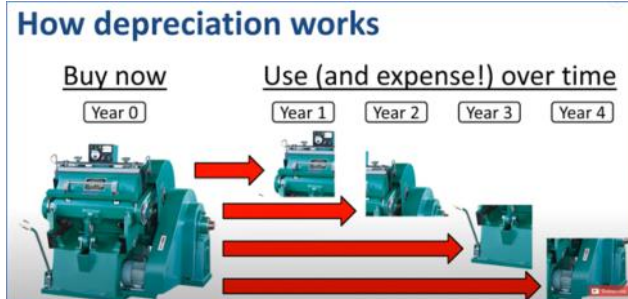 How depreciation works
Buy now
Use (and expense!) over time
Year 0
Year 1
Year 2
Year 3
Year 4